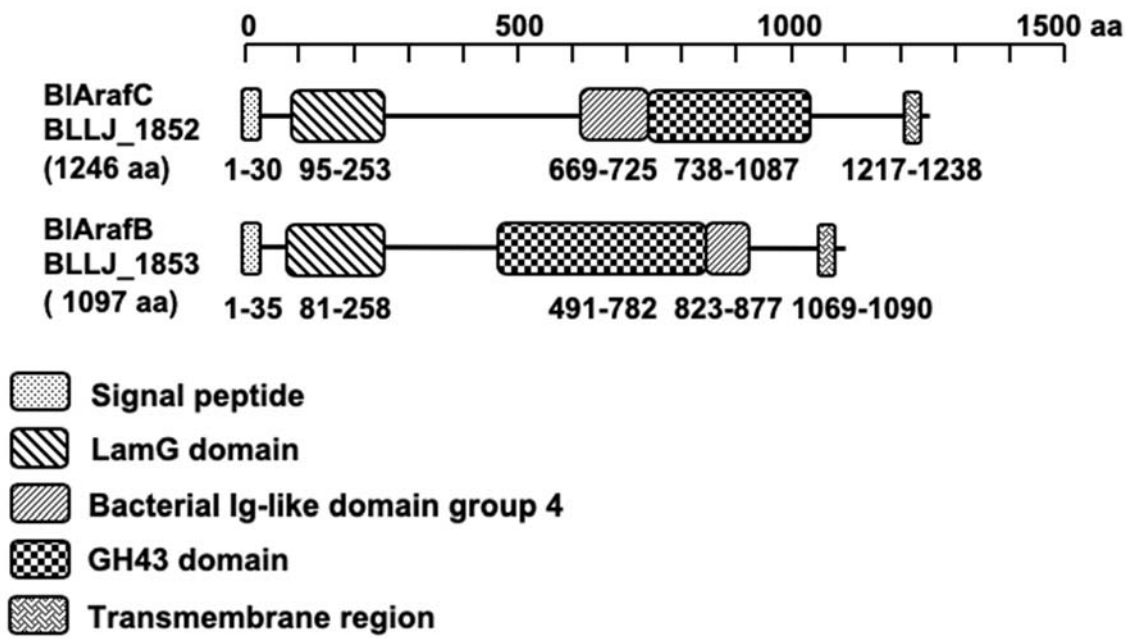 0 500 1000 1500 aa
BlArafC
BLLJ_1852
(1246 aa) 1-30 95-253 669-725 738-1087 1217-1238
BlArafB
BLLJ_1853
( 1097 aa) 1-35 81-258 491-782 823-877 1069-1090
Signal peptide
LamG domain
Bacterial Ig-like domain group 4
GH43 domain
Transmembrane region